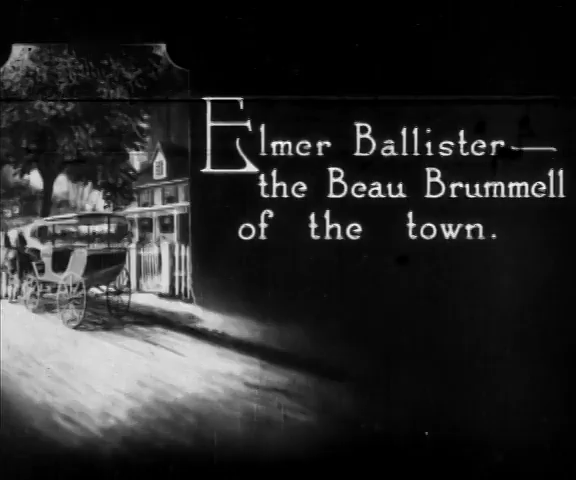 Elmer Ballister—
the Beau Brummell
of the town.